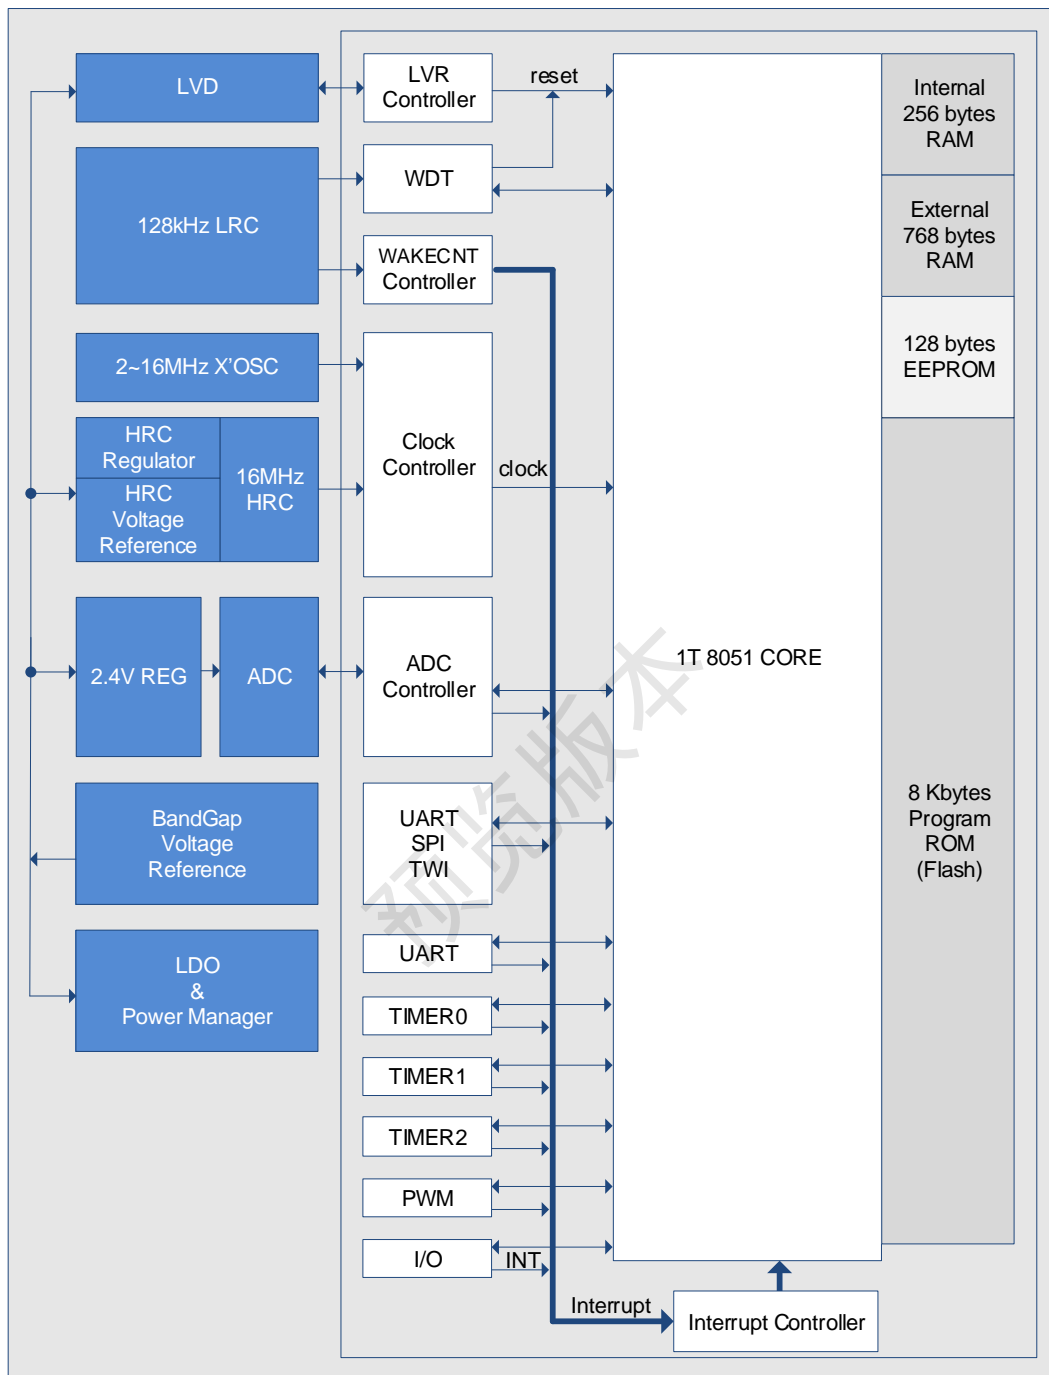 LVD
LVR
Controller
reset
Internal
256 bytes
RAM
128kHz LRC
WDT
External
768 bytes
RAM
WAKECNT
Controller
2~16MHz X'OSC
128 bytes
EEPROM
HRC
Regulator
HRC
Voltage
Reference
16MHz
HRC
Clock
Controller
clock
2.4V REG
ADC
ADC
Controller
1T 8051 CORE
BandGap
Voltage
Reference
UART
SPI
TWI
8 Kbytes
Program
ROM
(Flash)
LDO
&
Power Manager
UART
TIMER0
TIMER1
TIMER2
PWM
I/O
INT
Interrupt
Interrupt Controller
预览版本